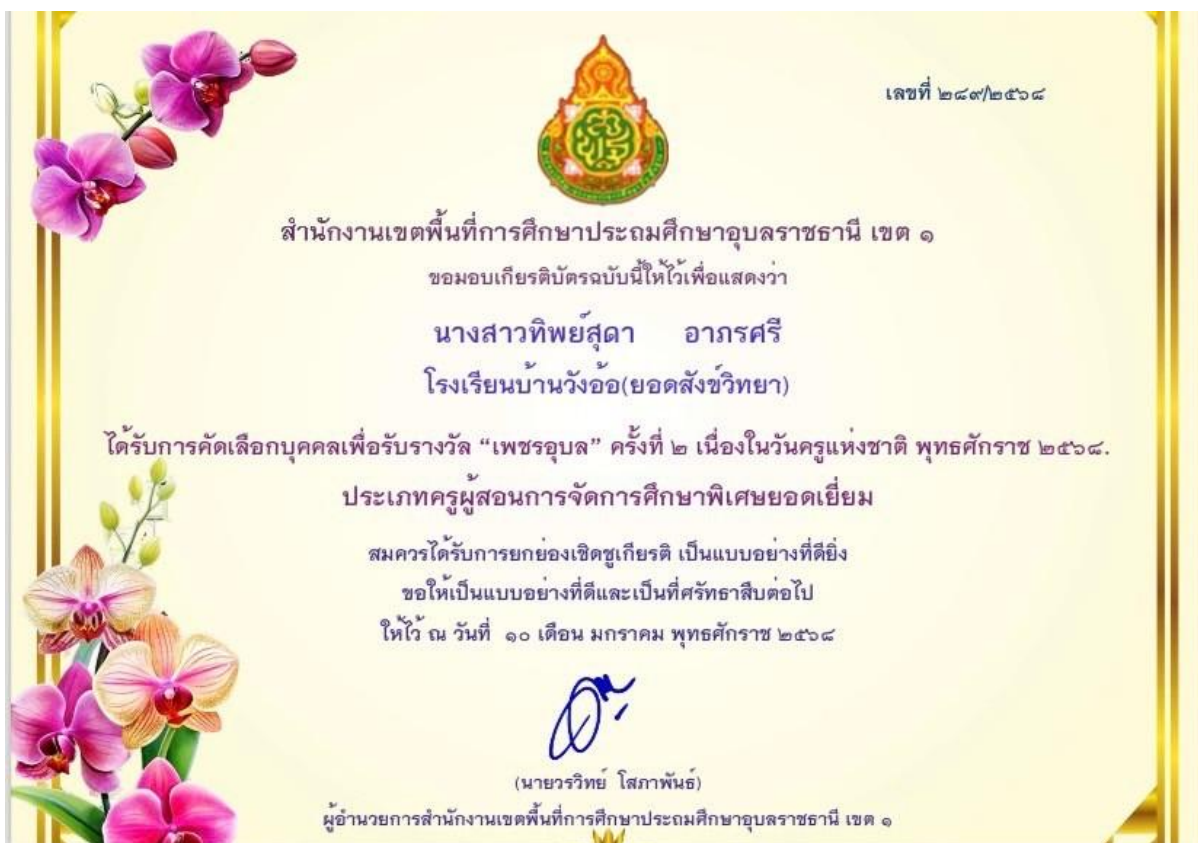 เลขที่ ๒๘๙/๒๕๖๘
สำนักงานเขตพื้นที่การศึกษาประถมศึกษาอุบลราชธานี เขต ๑
ขอมอบเกียรติบัตรฉบับนี้ให้ไว้เพื่อแสดงว่า
นางสาวทิพย์สุดา อาภรศรี
โรงเรียนบ้านวังอ้อ(ยอดสังข์วิทยา)
ได้รับการคัดเลือกบุคคลเพื่อรับรางวัล “เพชรอุบล” ครั้งที่ ๒ เนื่องในวันครูแห่งชาติ พุทธศักราช ๒๕๖๘.
ประเภทครูผู้สอนการจัดการศึกษาพิเศษยอดเยี่ยม
สมควรได้รับการยกย่องเชิดชูเกียรติ เป็นแบบอย่างที่ดียิ่ง
ขอให้เป็นแบบอย่างที่ดีและเป็นที่ศรัทธาสืบต่อไป
ให้ไว้ ณ วันที่ ๑๐ เดือน มกราคม พุทธศักราช ๒๕๖๘
(นายวรวิทย์ โสภาพันธ์)
ผู้อำนวยการสำนักงานเขตพื้นที่การศึกษาประถมศึกษาอุบลราชธานี เขต ๑